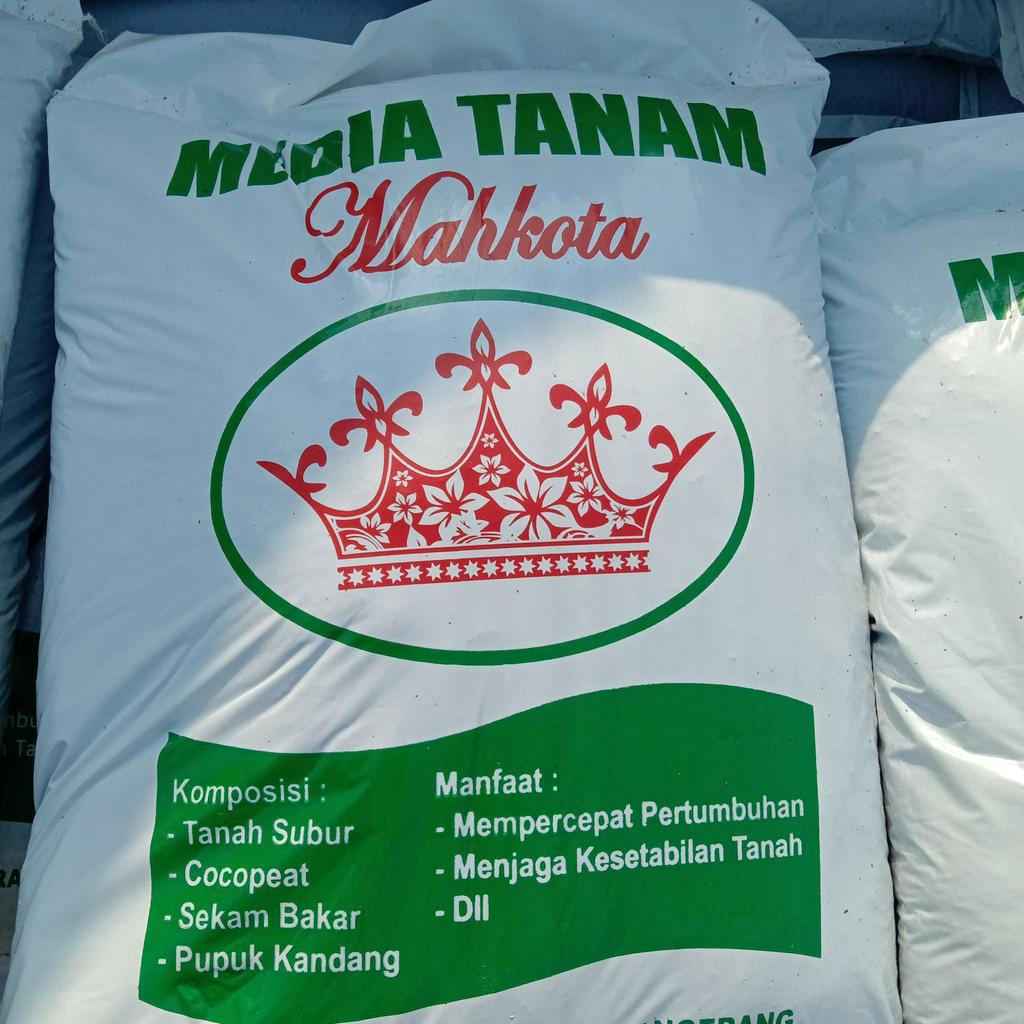 MEDIA TANAM
Mahkota
Komposisi :
- Tanah Subur
- Cocopeat
- Sekam Bakar
- Pupuk Kandang
Manfaat :
- Mempercepat Pertumbuhan
- Menjaga Kesetabilan Tanah
- Dll